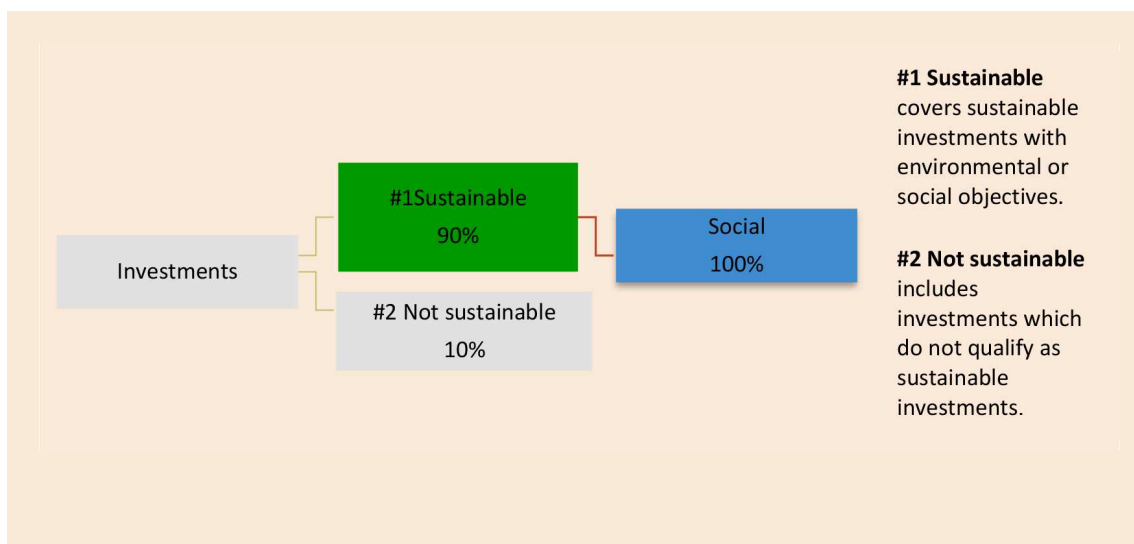 Investments
#1Sustainable
90%
#2 Not sustainable
10%
Social
100%
#1 Sustainable
covers sustainable
investments with
environmental or
social objectives.
#2 Not sustainable
includes
investments which
do not qualify as
sustainable
investments.